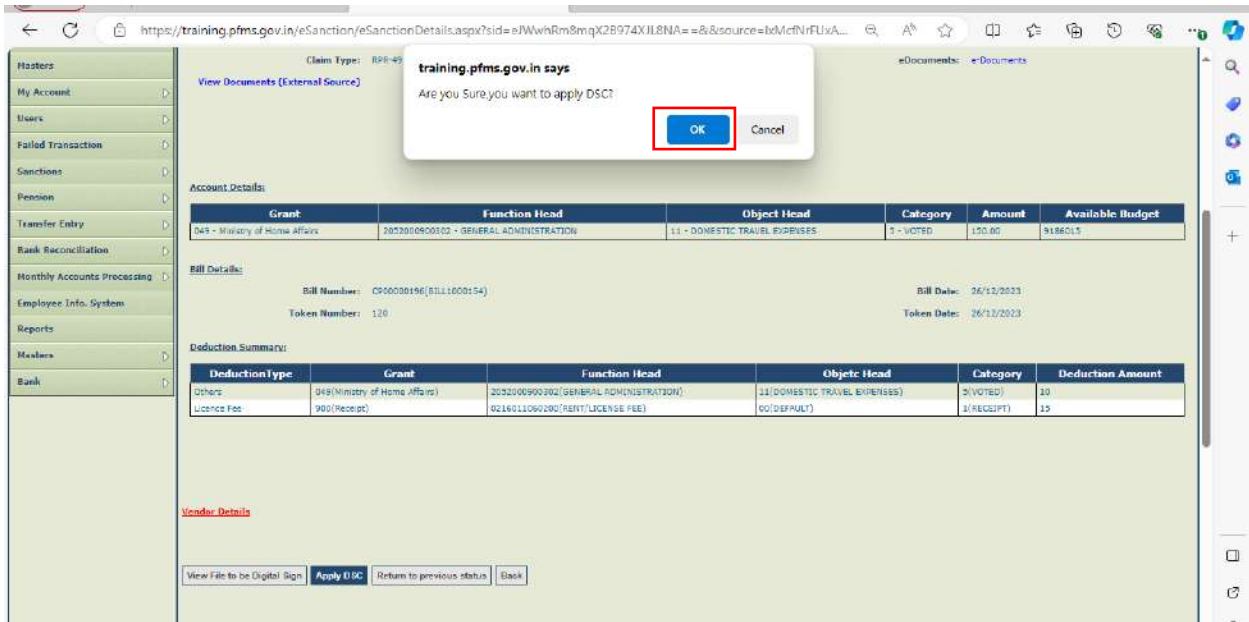 https://training.pfms.gov.in/eSanction/eSanctionDetails.aspx?sid=eJWwhRm8mqX2B974XJL8NA==&&source=
training.pfms.gov.in says
Are you Sure,you want to apply DSC?
OK Cancel
Masters
My Account
Users
Failed Transaction
Sanctions
Pension
Transfer Entry
Bank Reconciliation
Monthly Accounts Processing
Employee Info. System
Reports
Masters
Bank
Claim Type:
eDocuments: e-Documents
View Documents (External Source)
Account Details:
Grant Function Head Object Head Category Amount Available Budget
049 - Ministry of Home Affairs 2052000900302 - GENERAL ADMINISTRATION 11 - DOMESTIC TRAVEL EXPENSES 5 - VOTED 150.00 9186015
Bill Details:
Bill Number: CP00000196(BILL1000154) Bill Date: 26/12/2023
Token Number: 120 Token Date: 26/12/2023
Deduction Summary:
DeductionType Grant Function Head Objetc Head Category Deduction Amount
Others 049(Ministry of Home Affairs) 2052000900302(GENERAL ADMINISTRATION) 11(DOMESTIC TRAVEL EXPENSES) 5(VOTED) 10
Licence Fee 900(Receipt) 0216011060200(RENT/LICENSE FEE) 00(DEFAULT) 1(RECEIPT) 15
Vendor Details
View File to be Digital Sign Apply DSC Return to previous status Back